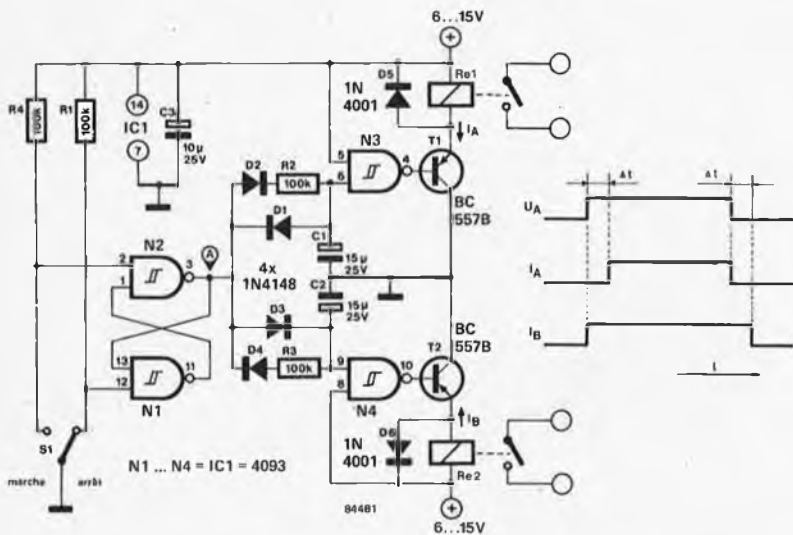 6...15V
+
D5
1N
4001
Re1
R4
100k
R1
100k
14
IC1
7
C3
10µ
25V
N3
T1
IA
D2
R2
100k
5
6
4
BC
557B
D1
C1
15µ
25V
N2
2
1
3
A
4x
1N4148
C2
15µ
25V
D3
D4
R3
100k
13
12
11
N1
9
8
10
N4
BC
557B
T2
IB
1N
4001
D6
Re2
S1
marche
arrêt
N1 ... N4 = IC1 = 4093
84481
+
6...15V
Δt
Δt
UA
IA
IB
t